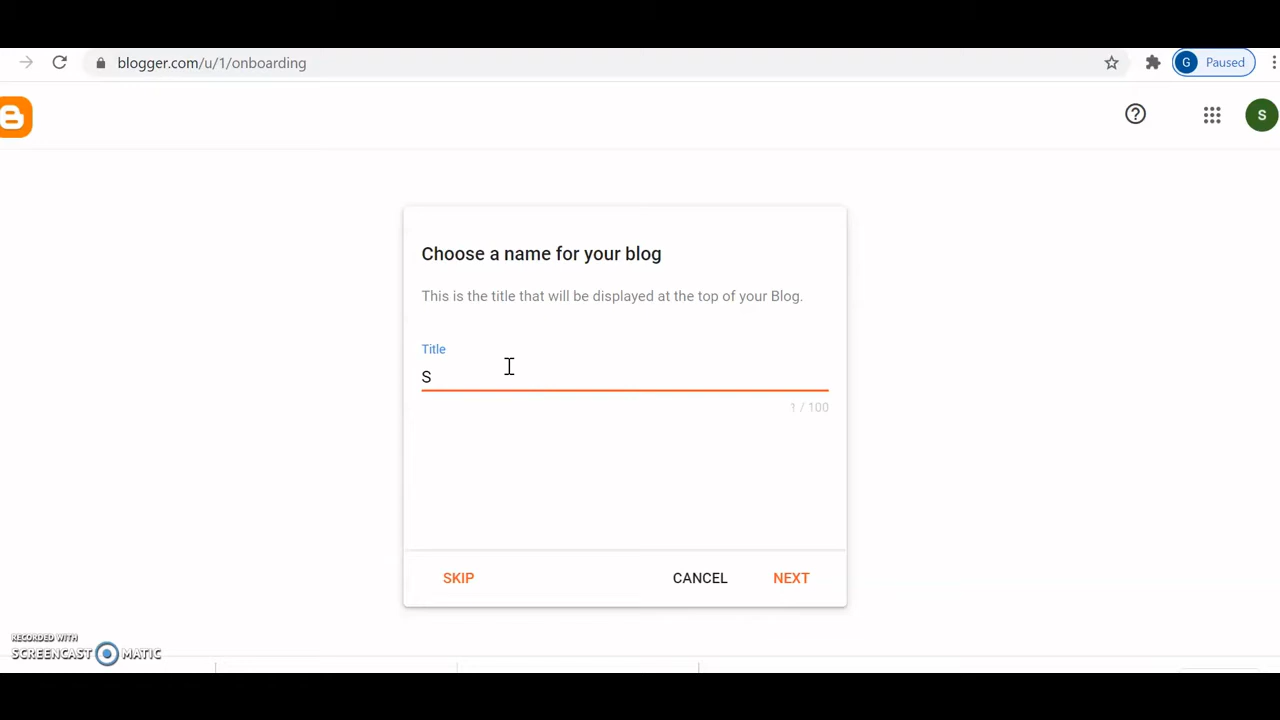 blogger.com/u/1/onboarding
G Paused
S
Choose a name for your blog
This is the title that will be displayed at the top of your Blog.
Title
S
1 / 100
SKIP CANCEL NEXT
RECORDED WITH
SCREENCAST MATIC